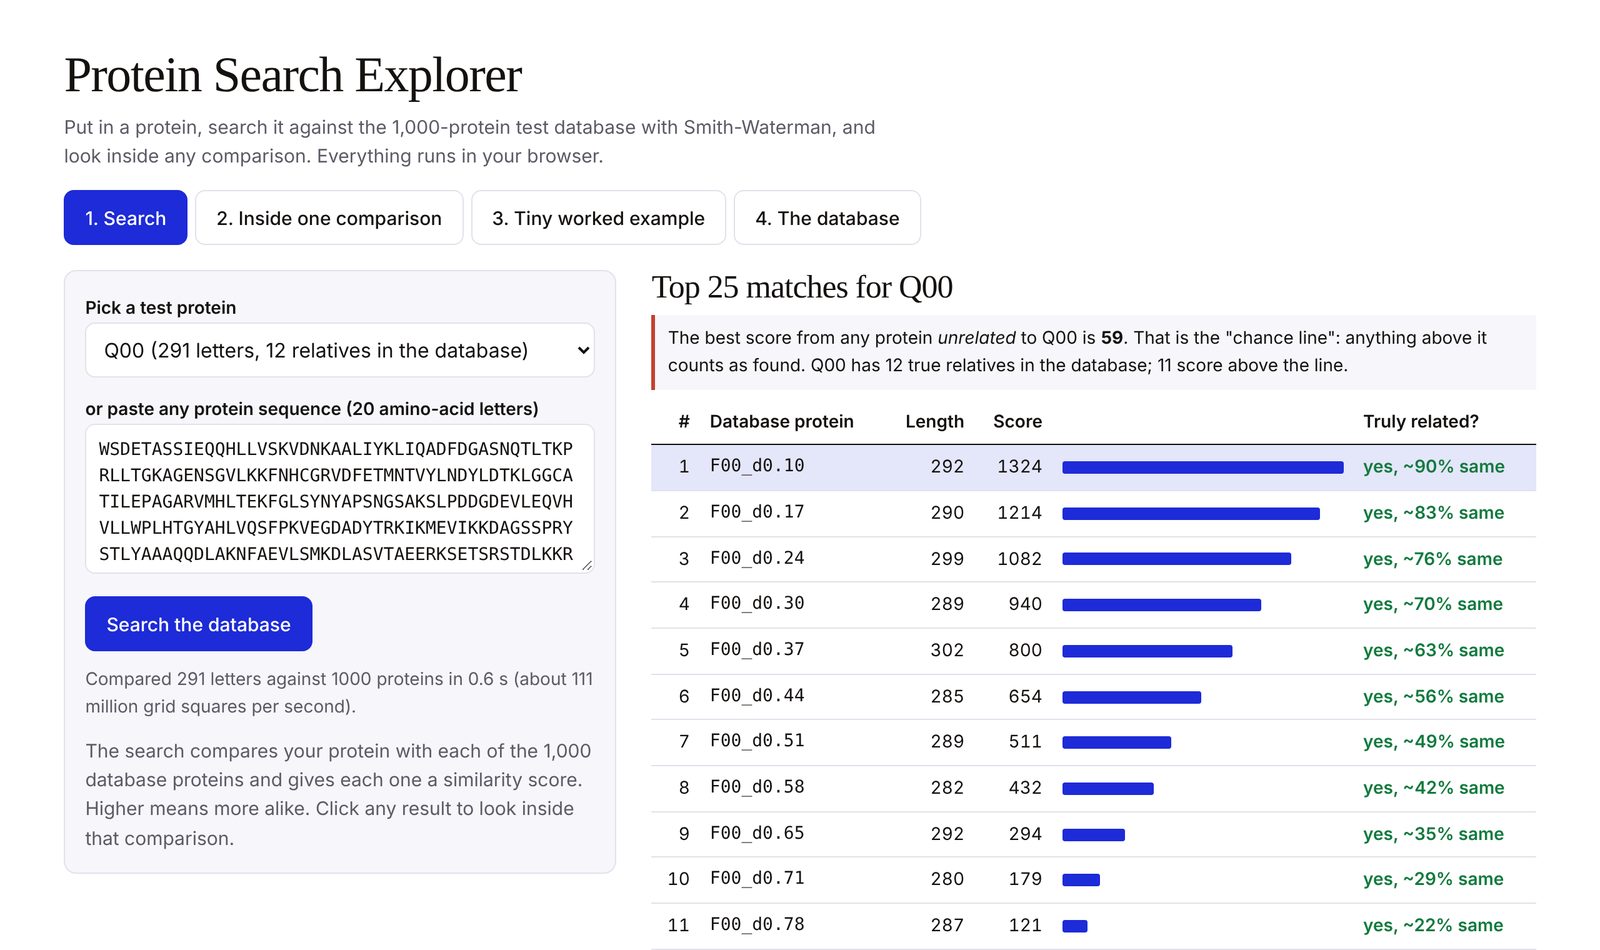 Protein Search Explorer
Put in a protein, search it against the 1,000-protein test database with Smith-Waterman, and
look inside any comparison. Everything runs in your browser.
1. Search
2. Inside one comparison
3. Tiny worked example
4. The database
Pick a test protein
Q00 (291 letters, 12 relatives in the database)
or paste any protein sequence (20 amino-acid letters)
WSDETASSIEQQHLLVSKVDNKAALIYKLIQADFDGASNQTLTKP
RLLTGKAGENSGVLKKFNHCGRVDFETMNTVYLNDYLDTKLGGCA
TILEPAGARVMHLTEKFGLSYNYAPSNGSAKSLPDDGDEVLEQVH
VLLWPLHTGYAHLVQSFPKVEGDADYTRKIKMEVIKKDAGSSPRY
STLYAAAQQDLAKNFAEVLSMKDLASVTAEERKSETSRSTDLKKR
Search the database
Compared 291 letters against 1000 proteins in 0.6 s (about 111
million grid squares per second).
The search compares your protein with each of the 1,000
database proteins and gives each one a similarity score.
Higher means more alike. Click any result to look inside
that comparison.
Top 25 matches for Q00
The best score from any protein unrelated to Q00 is 59. That is the "chance line": anything above it
counts as found. Q00 has 12 true relatives in the database; 11 score above the line.
# Database protein Length Score Truly related?
1 F00_d0.10 292 1324 yes, ~90% same
2 F00_d0.17 290 1214 yes, ~83% same
3 F00_d0.24 299 1082 yes, ~76% same
4 F00_d0.30 289 940 yes, ~70% same
5 F00_d0.37 302 800 yes, ~63% same
6 F00_d0.44 285 654 yes, ~56% same
7 F00_d0.51 289 511 yes, ~49% same
8 F00_d0.58 282 432 yes, ~42% same
9 F00_d0.65 292 294 yes, ~35% same
10 F00_d0.71 280 179 yes, ~29% same
11 F00_d0.78 287 121 yes, ~22% same